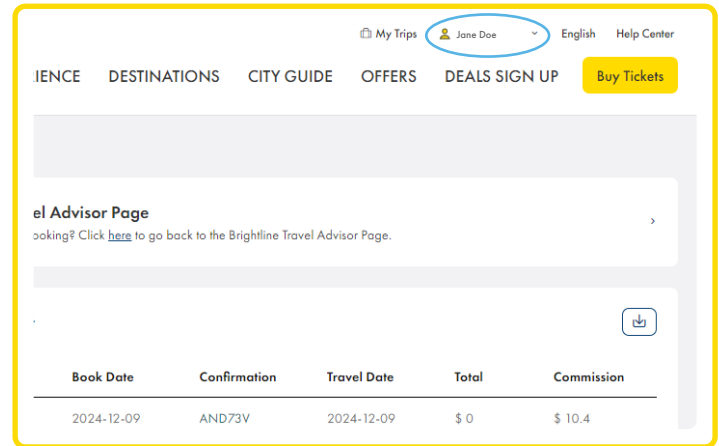 My Trips Jane Doe English Help Center
IENCE DESTINATIONS CITY GUIDE OFFERS DEALS SIGN UP Buy Tickets
el Advisor Page
ooking? Click here to go back to the Brightline Travel Advisor Page.
Book Date Confirmation Travel Date Total Commission
2024-12-09 AND73V 2024-12-09 $ 0 $ 10.4